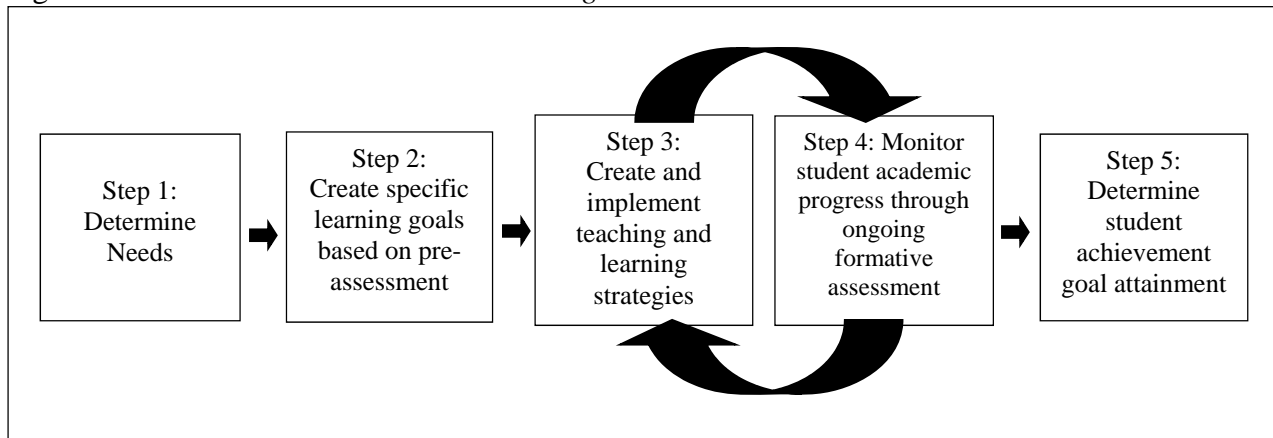 Step 1:
Determine
Needs
Step 2:
Create specific
learning goals
based on pre-
assessment
Step 3:
Create and
implement
teaching and
learning
strategies
Step 4: Monitor
student academic
progress through
ongoing
formative
assessment
Step 5:
Determine
student
achievement
goal attainment